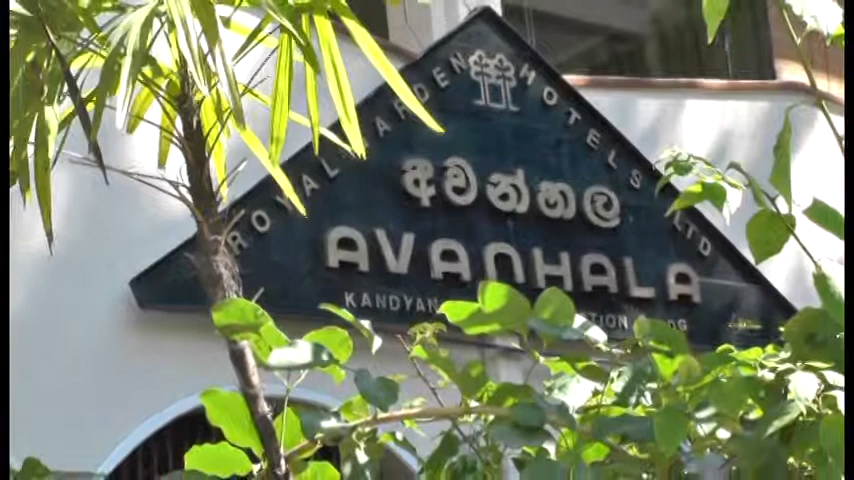 ROYAL GARDEN HOTELS LTD
අවන්හල
AVANHALA
KANDYAN